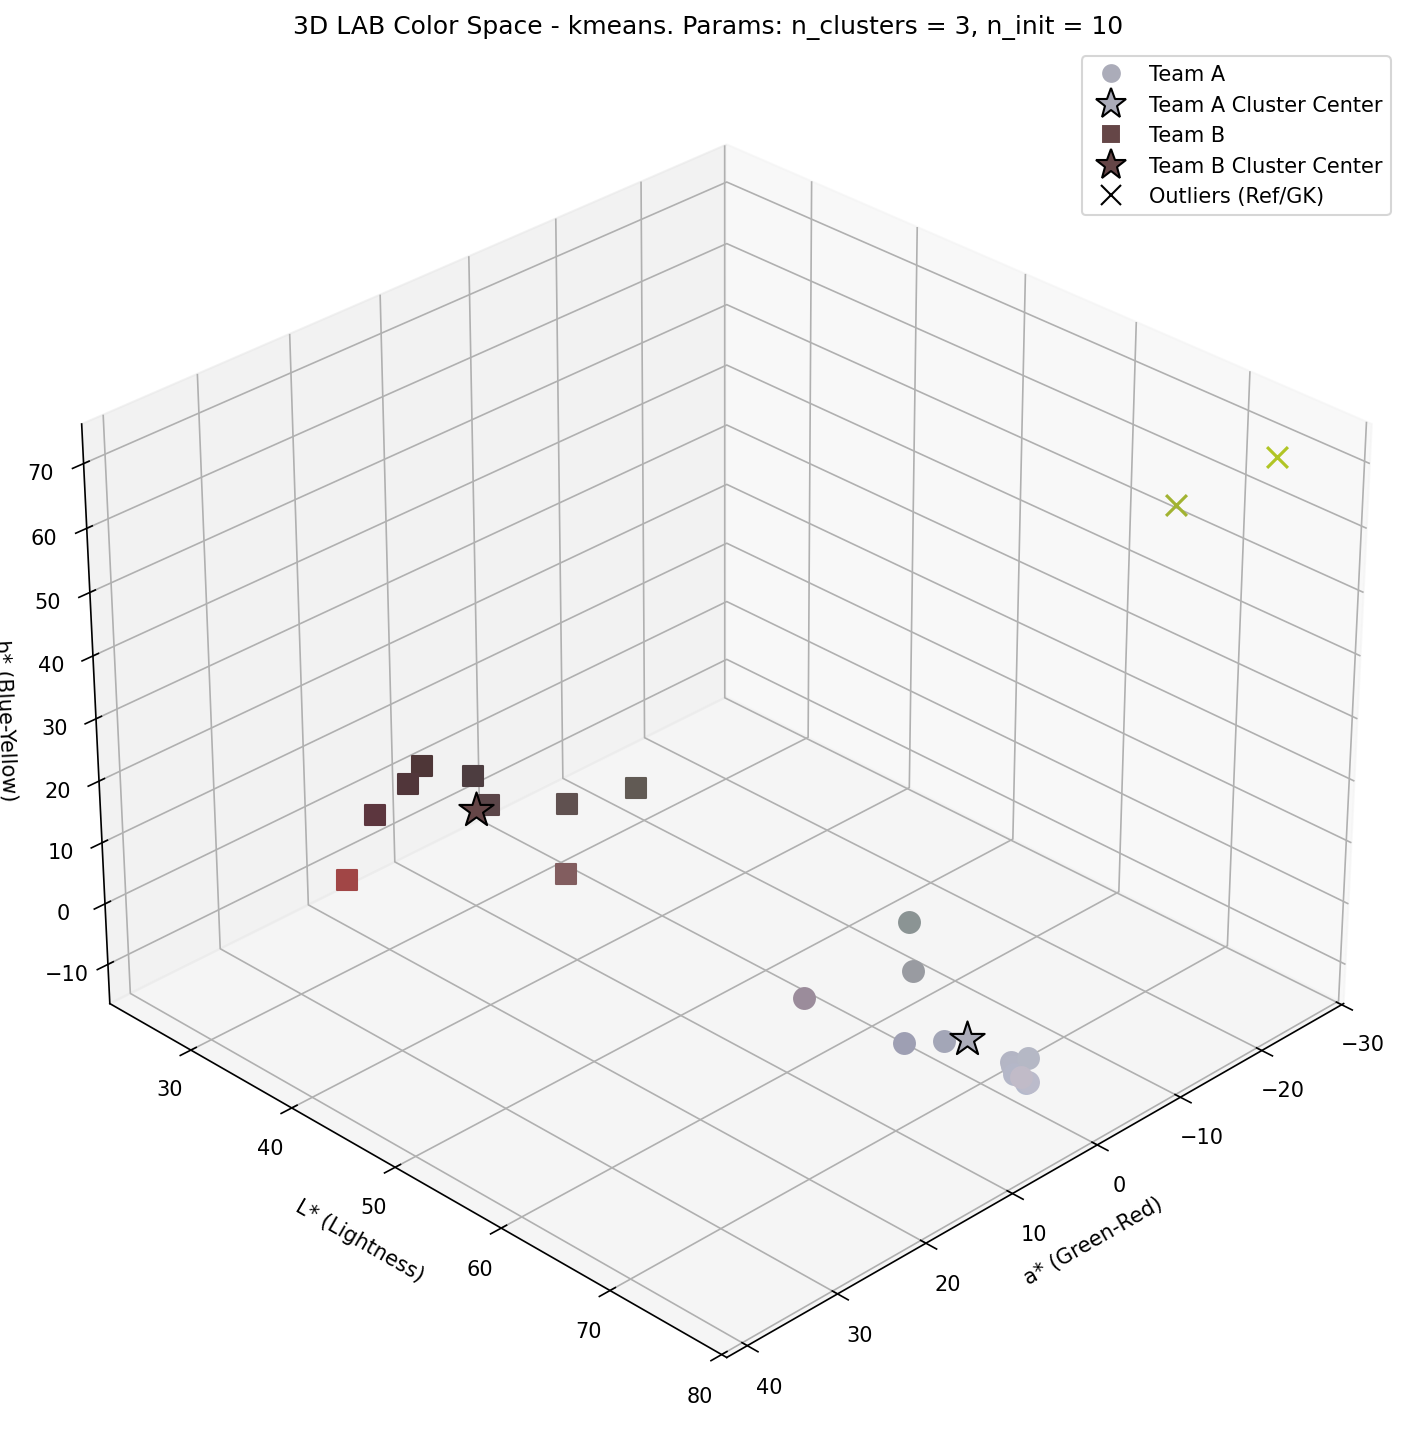 3D LAB Color Space - kmeans. Params: n_clusters = 3, n_init = 10
Team A
Team A Cluster Center
Team B
Team B Cluster Center
Outliers (Ref/GK)
70
60
50
40
30
20
10
0
−10
b* (Blue-Yellow)
30
40
50
60
70
80
L* (Lightness)
−30
−20
−10
0
10
20
30
40
a* (Green-Red)